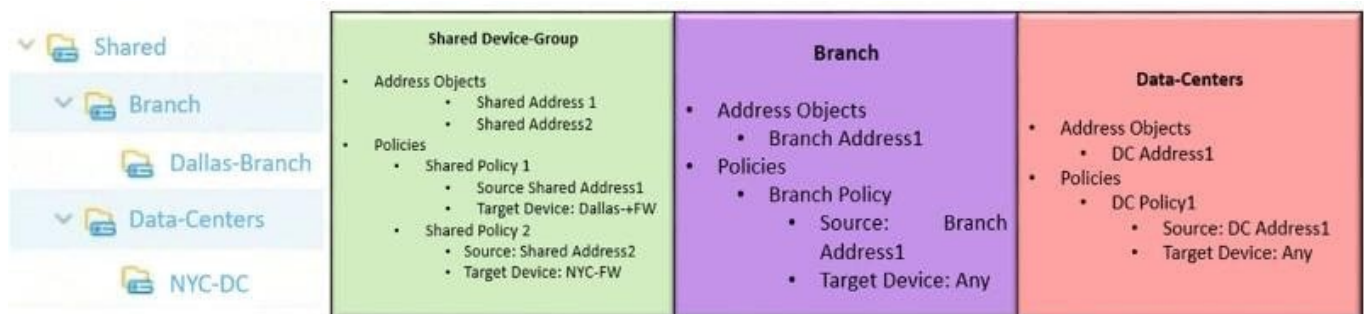 Shared
Branch
Dallas-Branch
Data-Centers
NYC-DC
Shared Device-Group
• Address Objects
• Shared Address 1
• Shared Address2
• Policies
• Shared Policy 1
• Source Shared Address1
• Target Device: Dallas-+FW
• Shared Policy 2
• Source: Shared Address2
• Target Device: NYC-FW
Branch
• Address Objects
• Branch Address1
• Policies
• Branch Policy
• Source: Branch
Address1
• Target Device: Any
Data-Centers
• Address Objects
• DC Address1
• Policies
• DC Policy1
• Source: DC Address1
• Target Device: Any